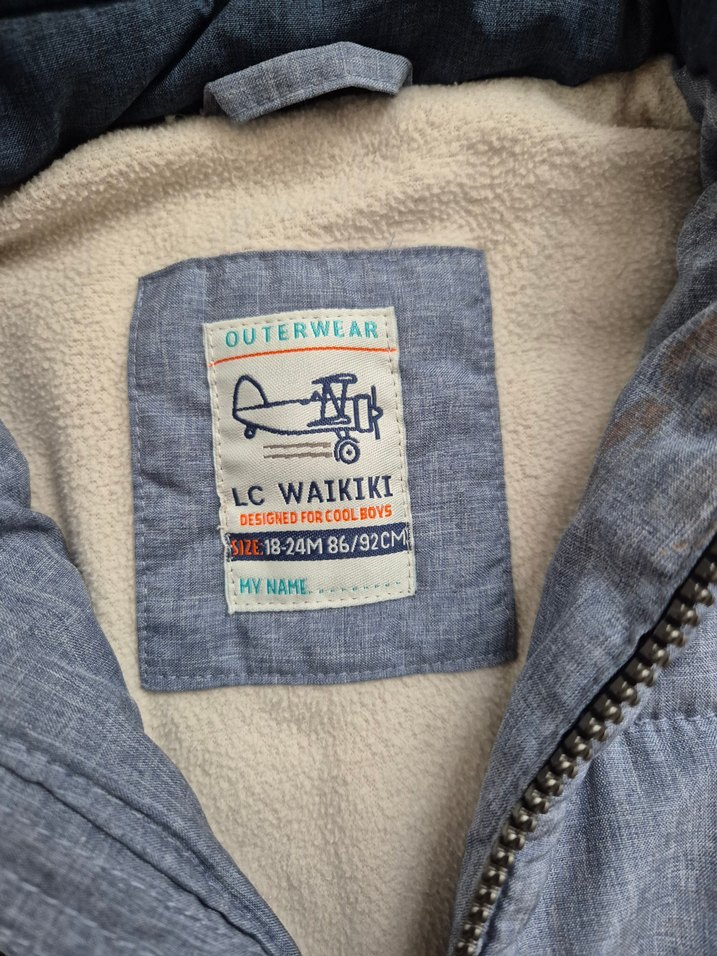 OUTERWEAR
LC WAIKIKI
DESIGNED FOR COOL BOYS
SIZE: 18-24M 86/92CM
MY NAME..........